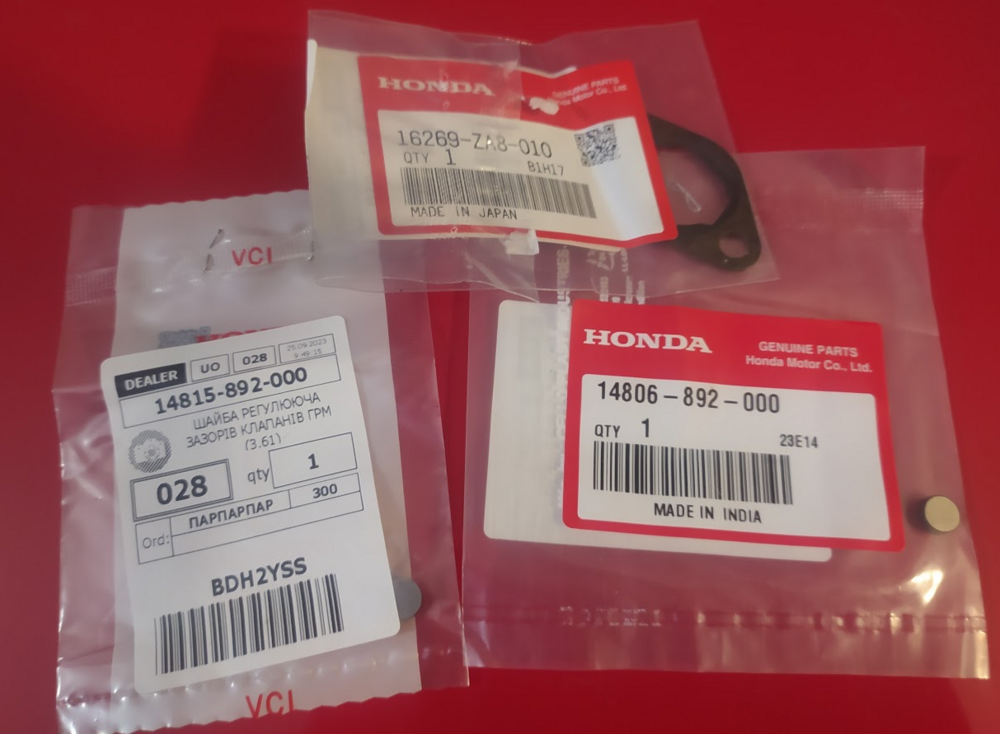 HONDA
GENUINE PARTS
Honda Motor Co., Ltd.
16269-ZA8-010
QTY 1
B1H17
MADE IN JAPAN
VCI
DEALER UO 028 25.09.2023
9:49:15
14815-892-000
ШАЙБА РЕГУЛЮЮЧА
ЗАЗОРІВ КЛАПАНІВ ГРМ
(3,61)
028 qty 1
Ord: ПАРПАРПАР 300
BDH2YSS
VCI
HONDA
GENUINE PARTS
Honda Motor Co., Ltd.
14806-892-000
QTY 1
23E14
MADE IN INDIA